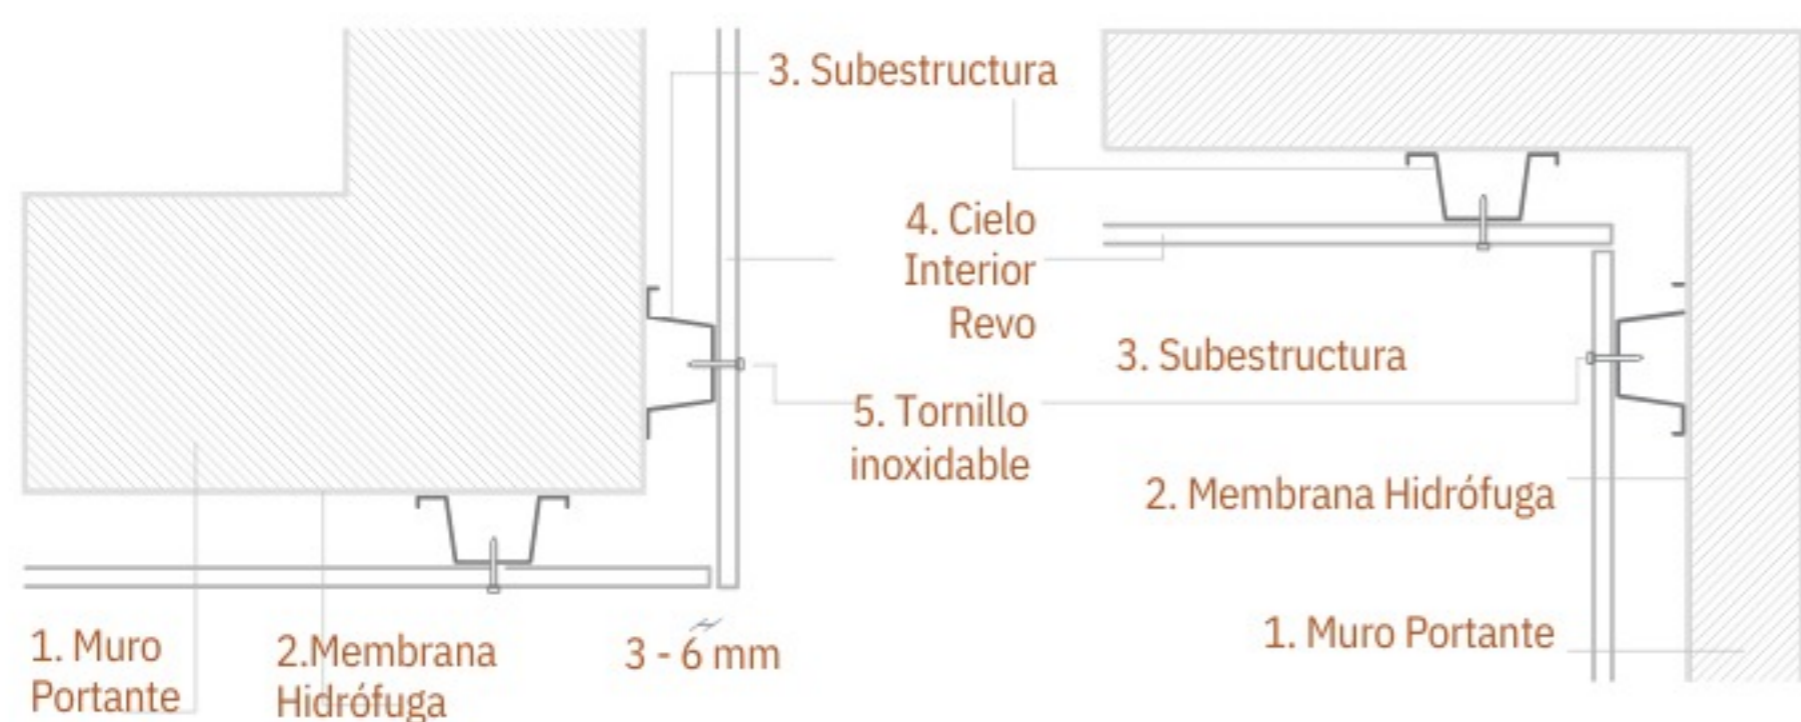 3. Subestructura
4. Cielo
Interior
Revo
3. Subestructura
5. Tornillo
inoxidable
2. Membrana Hidrófuga
1. Muro Portante
1. Muro
Portante
2.Membrana
Hidrófuga
3 - 6 mm